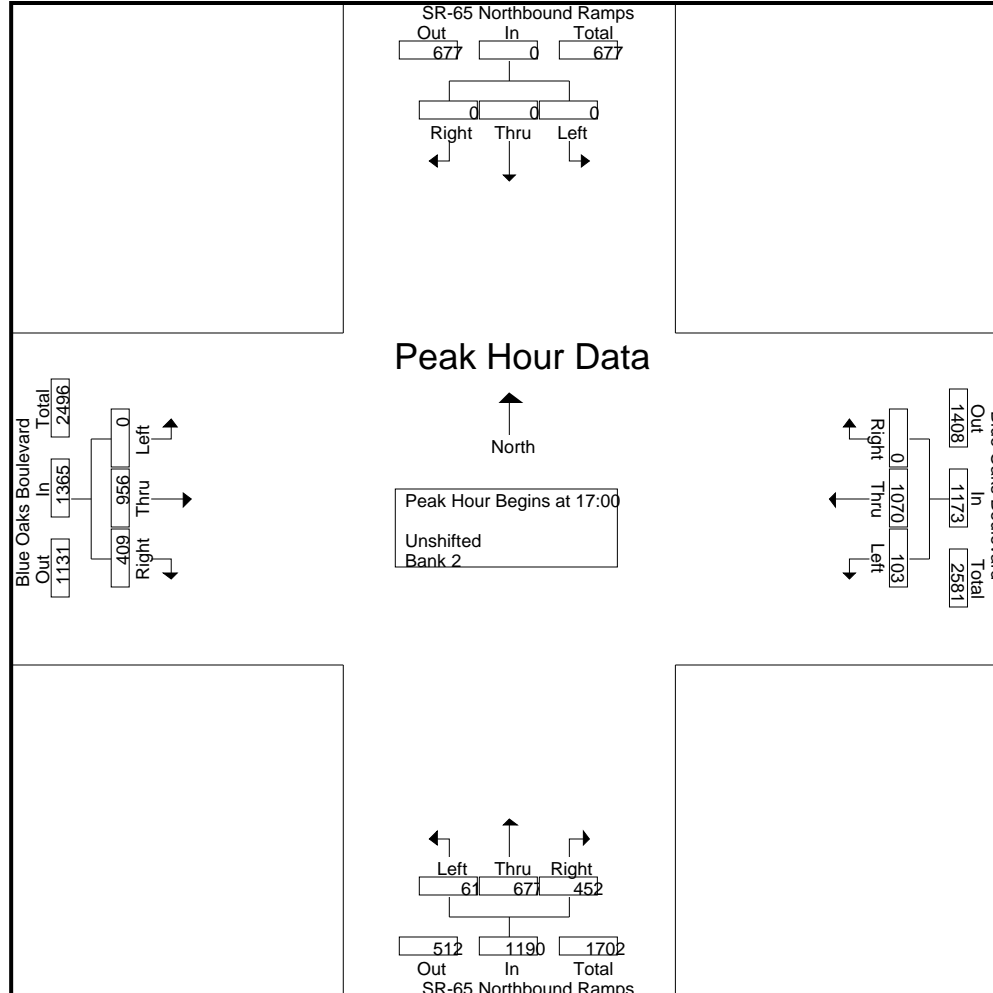 SR-65 Northbound Ramps
Out In Total
677 0 677
0 0 0
Right Thru Left
Peak Hour Data
North
Peak Hour Begins at 17:00
Unshifted
Bank 2
Blue Oaks Boulevard
Total In Out
2496 1365 1131
0 956 409
Left Thru Right
Right Thru Left
0 1070 103
1408 1173 2581
Out In Total
Left Thru Right
61 677 452
512 1190 1702
Out In Total
SR-65 Northbound Ramps